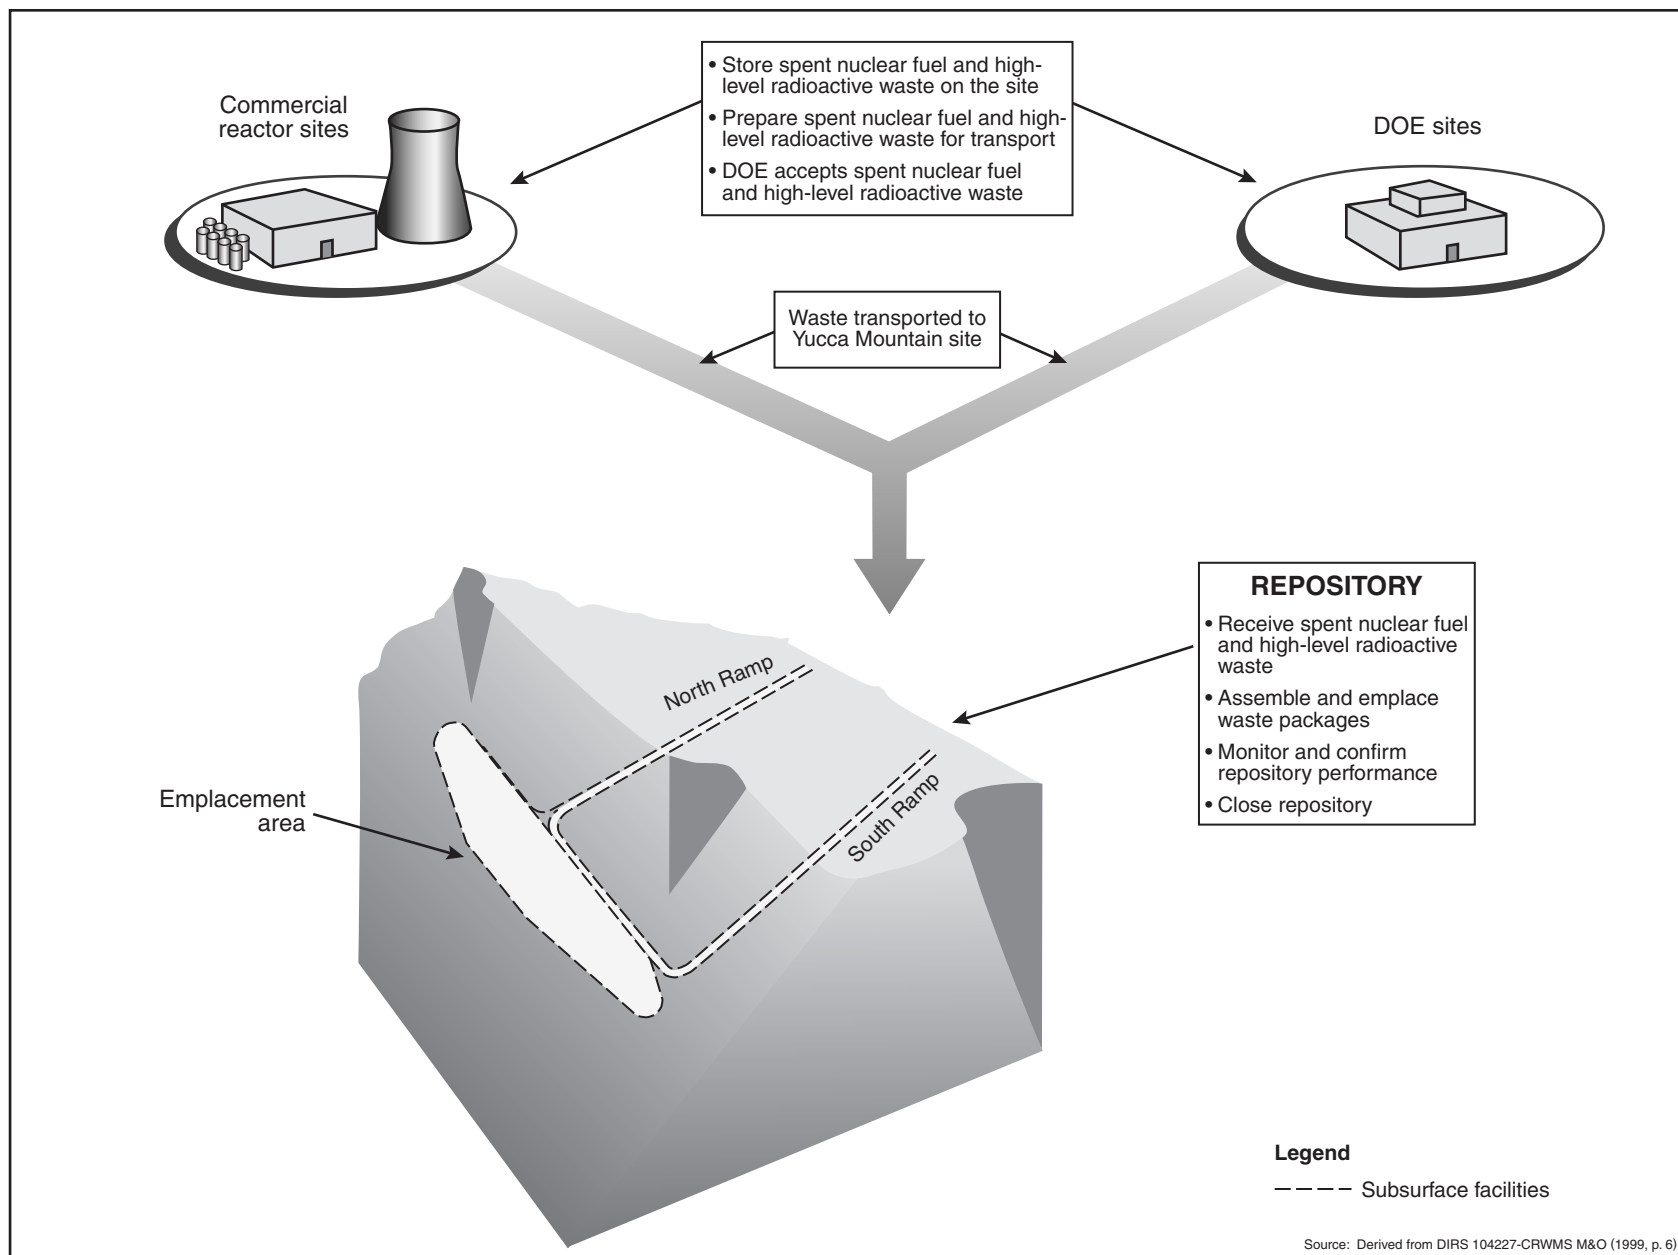 • Store spent nuclear fuel and high-
level radioactive waste on the site
• Prepare spent nuclear fuel and high-
level radioactive waste for transport
• DOE accepts spent nuclear fuel
and high-level radioactive waste
Commercial
reactor sites
DOE sites
Waste transported to
Yucca Mountain site
REPOSITORY
• Receive spent nuclear fuel
and high-level radioactive
waste
• Assemble and emplace
waste packages
• Monitor and confirm
repository performance
• Close repository
North Ramp
South Ramp
Emplacement
area
Legend
Subsurface facilities
Source: Derived from DIRS 104227-CRWMS M&O (1999, p. 6)